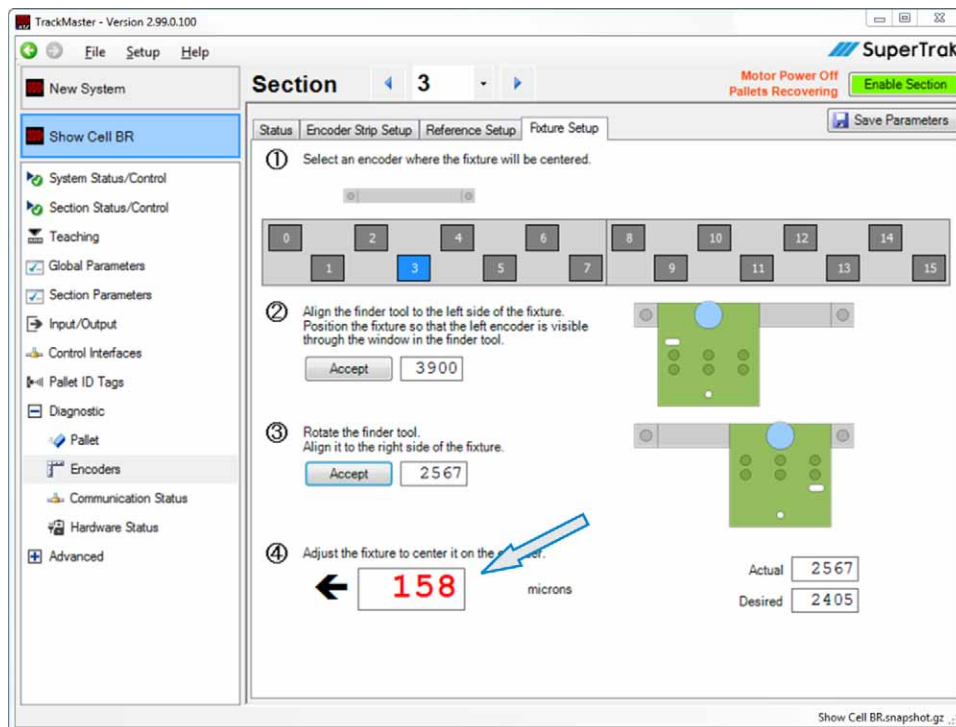 TrackMaster - Version 2.99.0.100
File Setup Help
SuperTrak
New System
Section 3
Motor Power Off
Pallets Recovering
Enable Section
Show Cell BR
Status Encoder Strip Setup Reference Setup Fixture Setup
Save Parameters
System Status/Control
Section Status/Control
Teaching
Global Parameters
Section Parameters
Input/Output
Control Interfaces
Pallet ID Tags
Diagnostic
Pallet
Encoders
Communication Status
Hardware Status
Advanced
1 Select an encoder where the fixture will be centered.
0 2 4 6 8 10 12 14
1 3 5 7 9 11 13 15
2 Align the finder tool to the left side of the fixture.
Position the fixture so that the left encoder is visible
through the window in the finder tool.
Accept 3900
3 Rotate the finder tool.
Align it to the right side of the fixture.
Accept 2567
4 Adjust the fixture to center it on the
158 microns
Actual 2567
Desired 2405
Show Cell BR.snapshot.gz